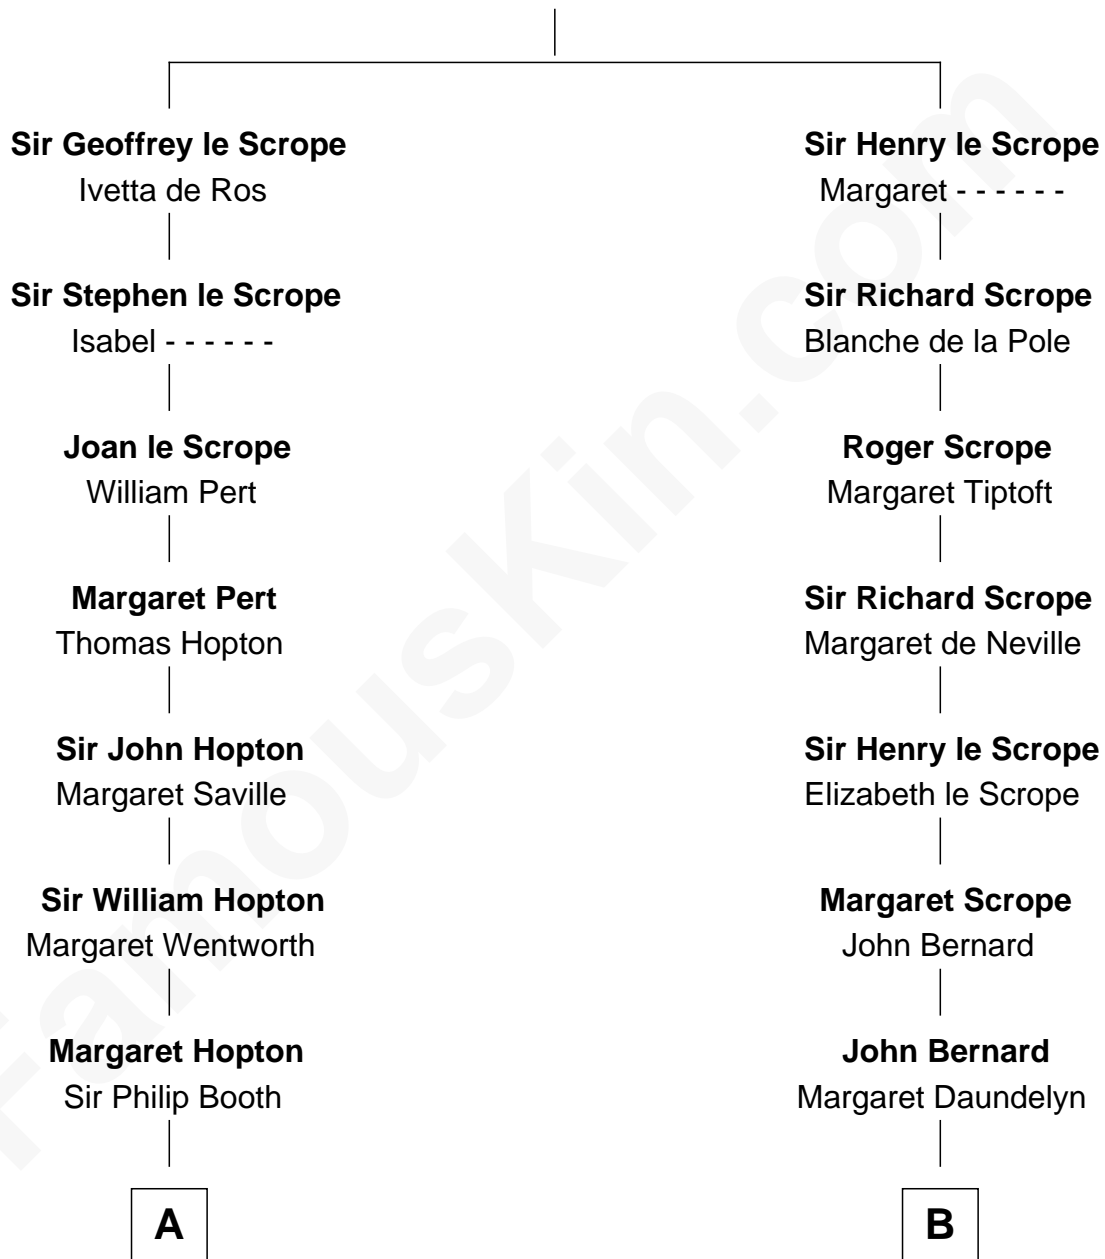 Sir Geoffrey le Scrope
Ivetta de Ros
Sir Stephen le Scrope
Isabel - - - - - -
Joan le Scrope
William Pert
Margaret Pert
Thomas Hopton
Sir John Hopton
Margaret Saville
Sir William Hopton
Margaret Wentworth
Margaret Hopton
Sir Philip Booth
A
Sir Henry le Scrope
Margaret - - - - - -
Sir Richard Scrope
Blanche de la Pole
Roger Scrope
Margaret Tiptoft
Sir Richard Scrope
Margaret de Neville
Sir Henry le Scrope
Elizabeth le Scrope
Margaret Scrope
John Bernard
John Bernard
Margaret Daundelyn
B
FamousKin.com